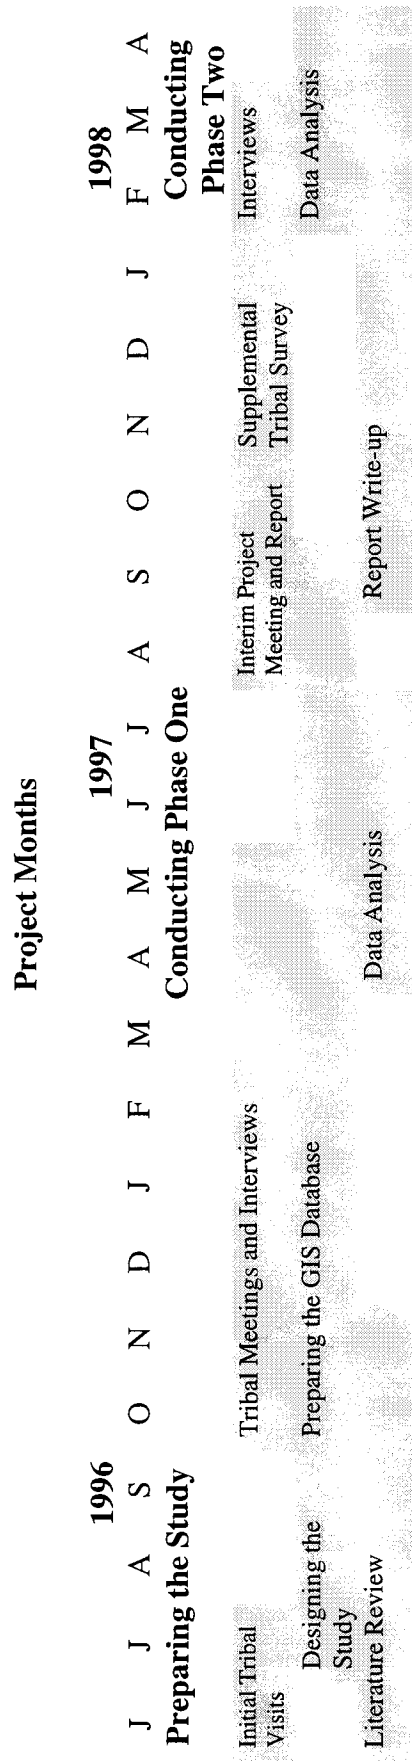 Project Months
1996 1997 1998
J J A S O N D J F M A M J J A S O N D J F M A
Preparing the Study Conducting Phase One Conducting
Phase Two
Initial Tribal
Visits
Tribal Meetings and Interviews
Interim Project
Meeting and Report
Supplemental
Tribal Survey
Interviews
Designing the
Study
Preparing the GIS Database
Data Analysis
Literature Review
Data Analysis
Report Write-up